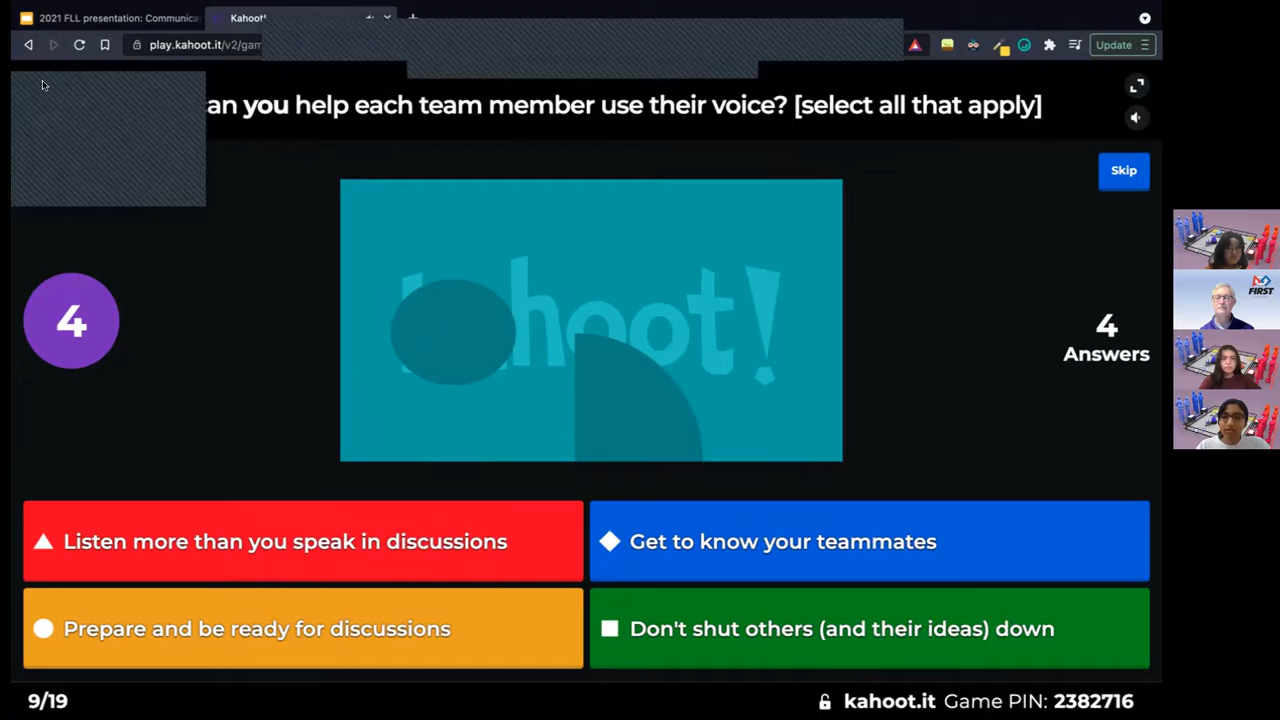 2021 FLL presentation: Communica
Kahoot!
play.kahoot.it/v2/gam
Update
an you help each team member use their voice? [select all that apply]
Skip
4
Kahoot!
4
Answers
FIRST
Listen more than you speak in discussions
Get to know your teammates
Prepare and be ready for discussions
Don't shut others (and their ideas) down
9/19
kahoot.it Game PIN: 2382716